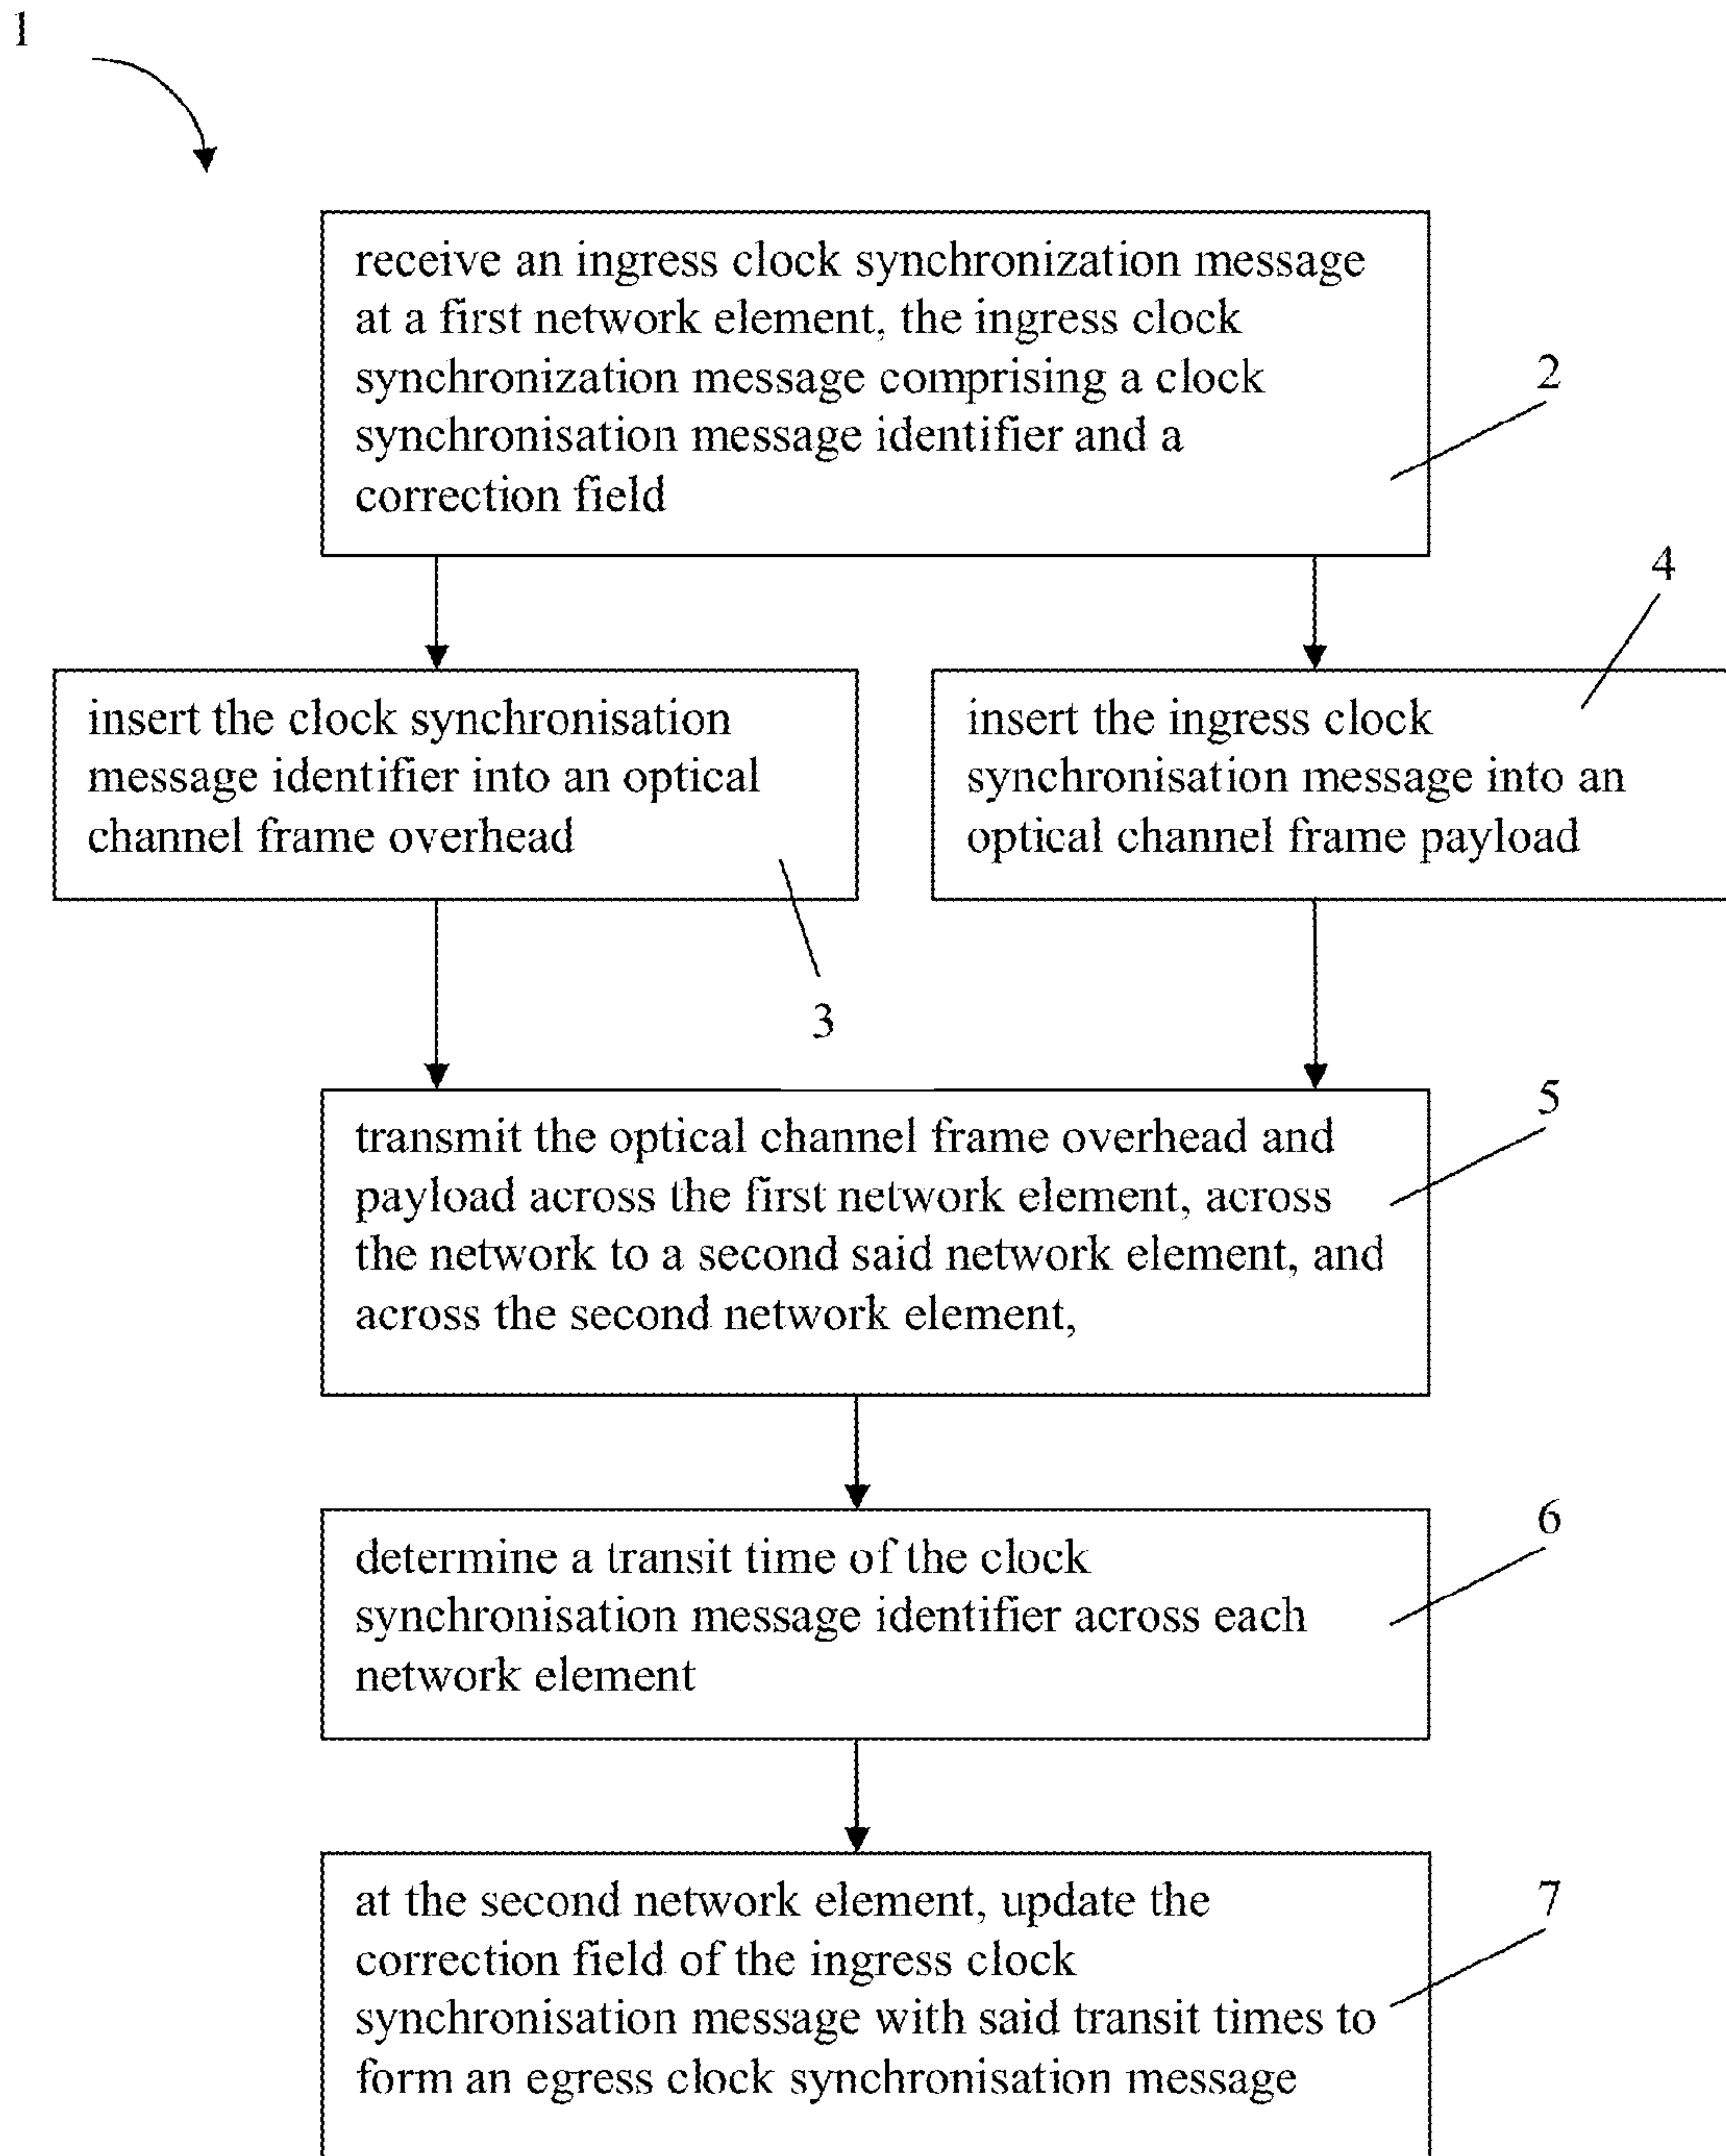 1
receive an ingress clock synchronization message
at a first network element, the ingress clock
synchronization message comprising a clock
synchronisation message identifier and a
correction field
2
4
insert the clock synchronisation
message identifier into an optical
channel frame overhead
insert the ingress clock
synchronisation message into an
optical channel frame payload
3
transmit the optical channel frame overhead and
payload across the first network element, across
the network to a second said network element, and
across the second network element,
5
determine a transit time of the clock
synchronisation message identifier across each
network element
6
at the second network element, update the
correction field of the ingress clock
synchronisation message with said transit times to
form an egress clock synchronisation message
7